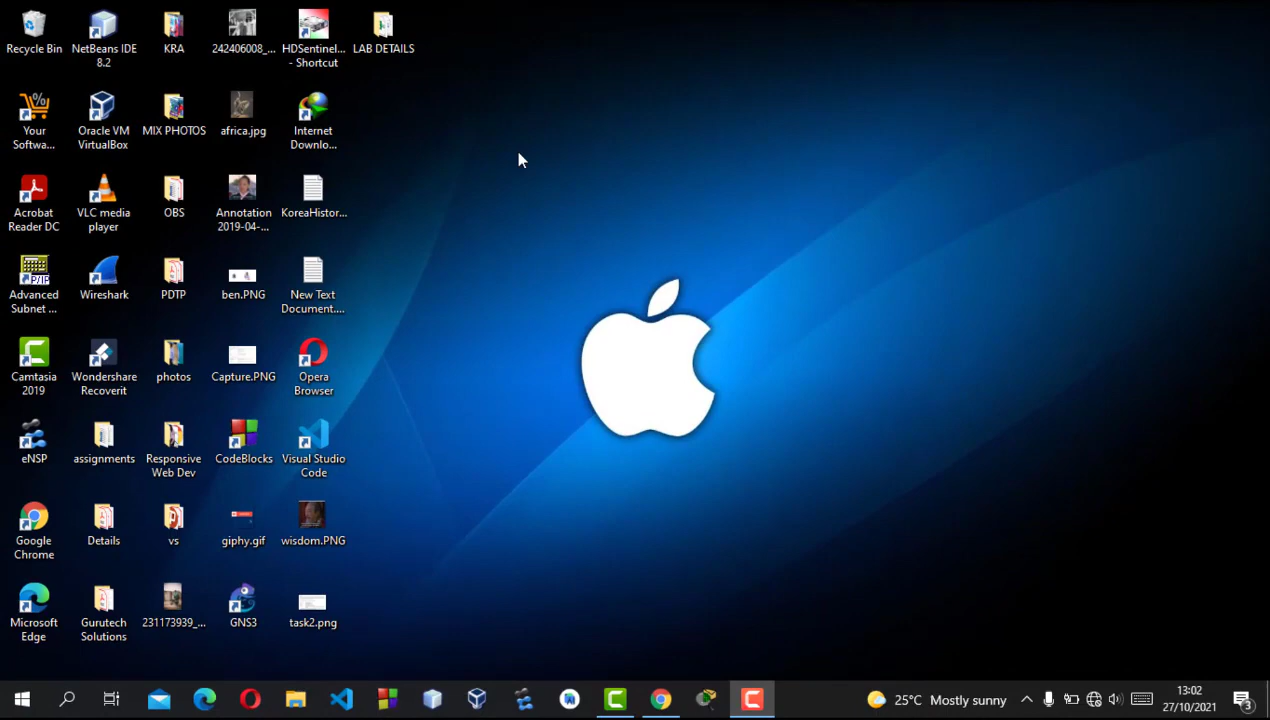 Recycle Bin
NetBeans IDE
8.2
KRA
242406008_...
HDSentinel...
- Shortcut
LAB DETAILS
Your
Softwa...
Oracle VM
VirtualBox
MIX PHOTOS
africa.jpg
Internet
Downlo...
Acrobat
Reader DC
VLC media
player
OBS
Annotation
2019-04-...
KoreaHistor...
P/IP
Advanced
Subnet ...
Wireshark
PDTP
ben.PNG
New Text
Document....
Camtasia
2019
Wondershare
Recoverit
photos
Capture.PNG
Opera
Browser
eNSP
assignments
Responsive
Web Dev
CodeBlocks
Visual Studio
Code
Google
Chrome
Details
vs
giphy.gif
wisdom.PNG
Microsoft
Edge
Gurutech
Solutions
231173939_...
GNS3
task2.png
25°C Mostly sunny
13:02
27/10/2021
3